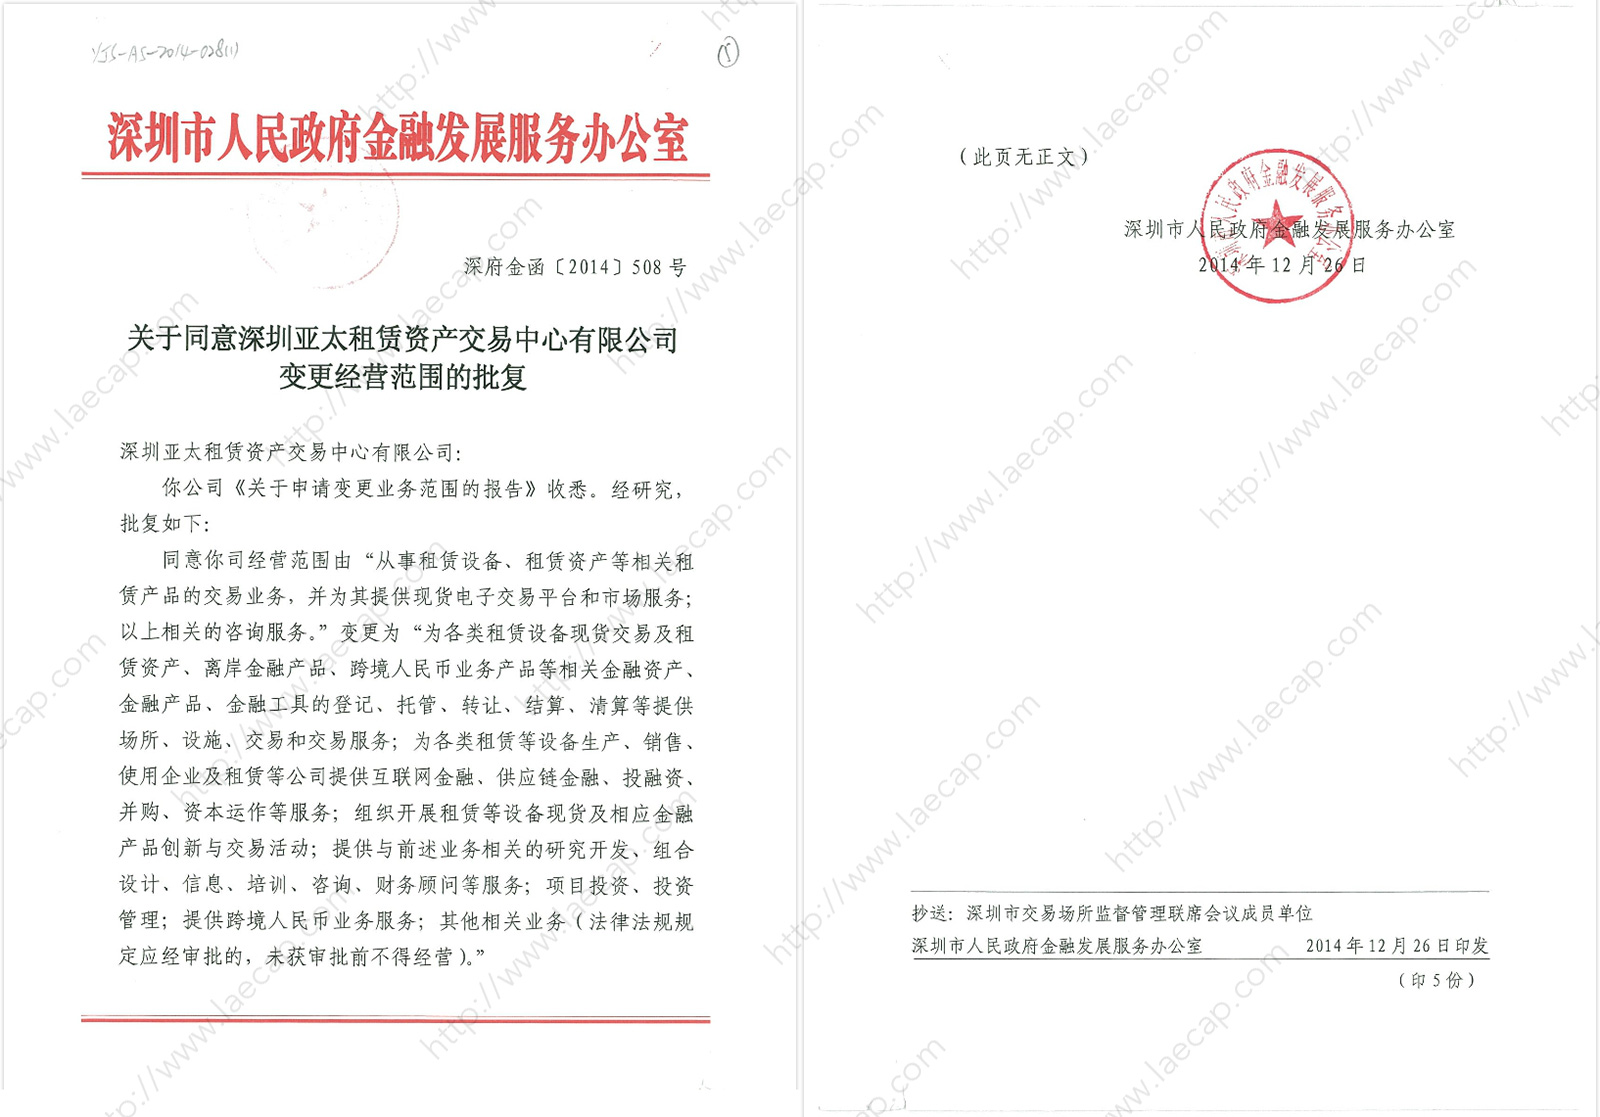 YJS-AS-2014-028(1)
深圳市人民政府金融发展服务办公室
深府金函〔2014〕508 号
关于同意深圳亚太租赁资产交易中心有限公司
变更经营范围的批复
深圳亚太租赁资产交易中心有限公司:
你公司《关于申请变更业务范围的报告》收悉。经研究,
批复如下:
同意你司经营范围由“从事租赁设备、租赁资产等相关租
赁产品的交易业务,并为其提供现货电子交易平台和市场服务;
以上相关的咨询服务。”变更为“为各类租赁设备现货交易及租
赁资产、离岸金融产品、跨境人民币业务产品等相关金融资产、
金融产品、金融工具的登记、托管、转让、结算、清算等提供
场所、设施、交易和交易服务;为各类租赁等设备生产、销售、
使用企业及租赁等公司提供互联网金融、供应链金融、投融资、
并购、资本运作等服务;组织开展租赁等设备现货及相应金融
产品创新与交易活动;提供与前述业务相关的研究开发、组合
设计、信息、培训、咨询、财务顾问等服务;项目投资、投资
管理;提供跨境人民币业务服务;其他相关业务(法律法规规
定应经审批的,未获审批前不得经营)。”
(此页无正文)
深圳市人民政府金融发展服务办公室
2014 年 12 月 26 日
深圳市人民政府金融发展服务办公室
抄送:深圳市交易场所监督管理联席会议成员单位
深圳市人民政府金融发展服务办公室 2014 年 12 月 26 日印发
(印 5 份)
http://www.laecap.com